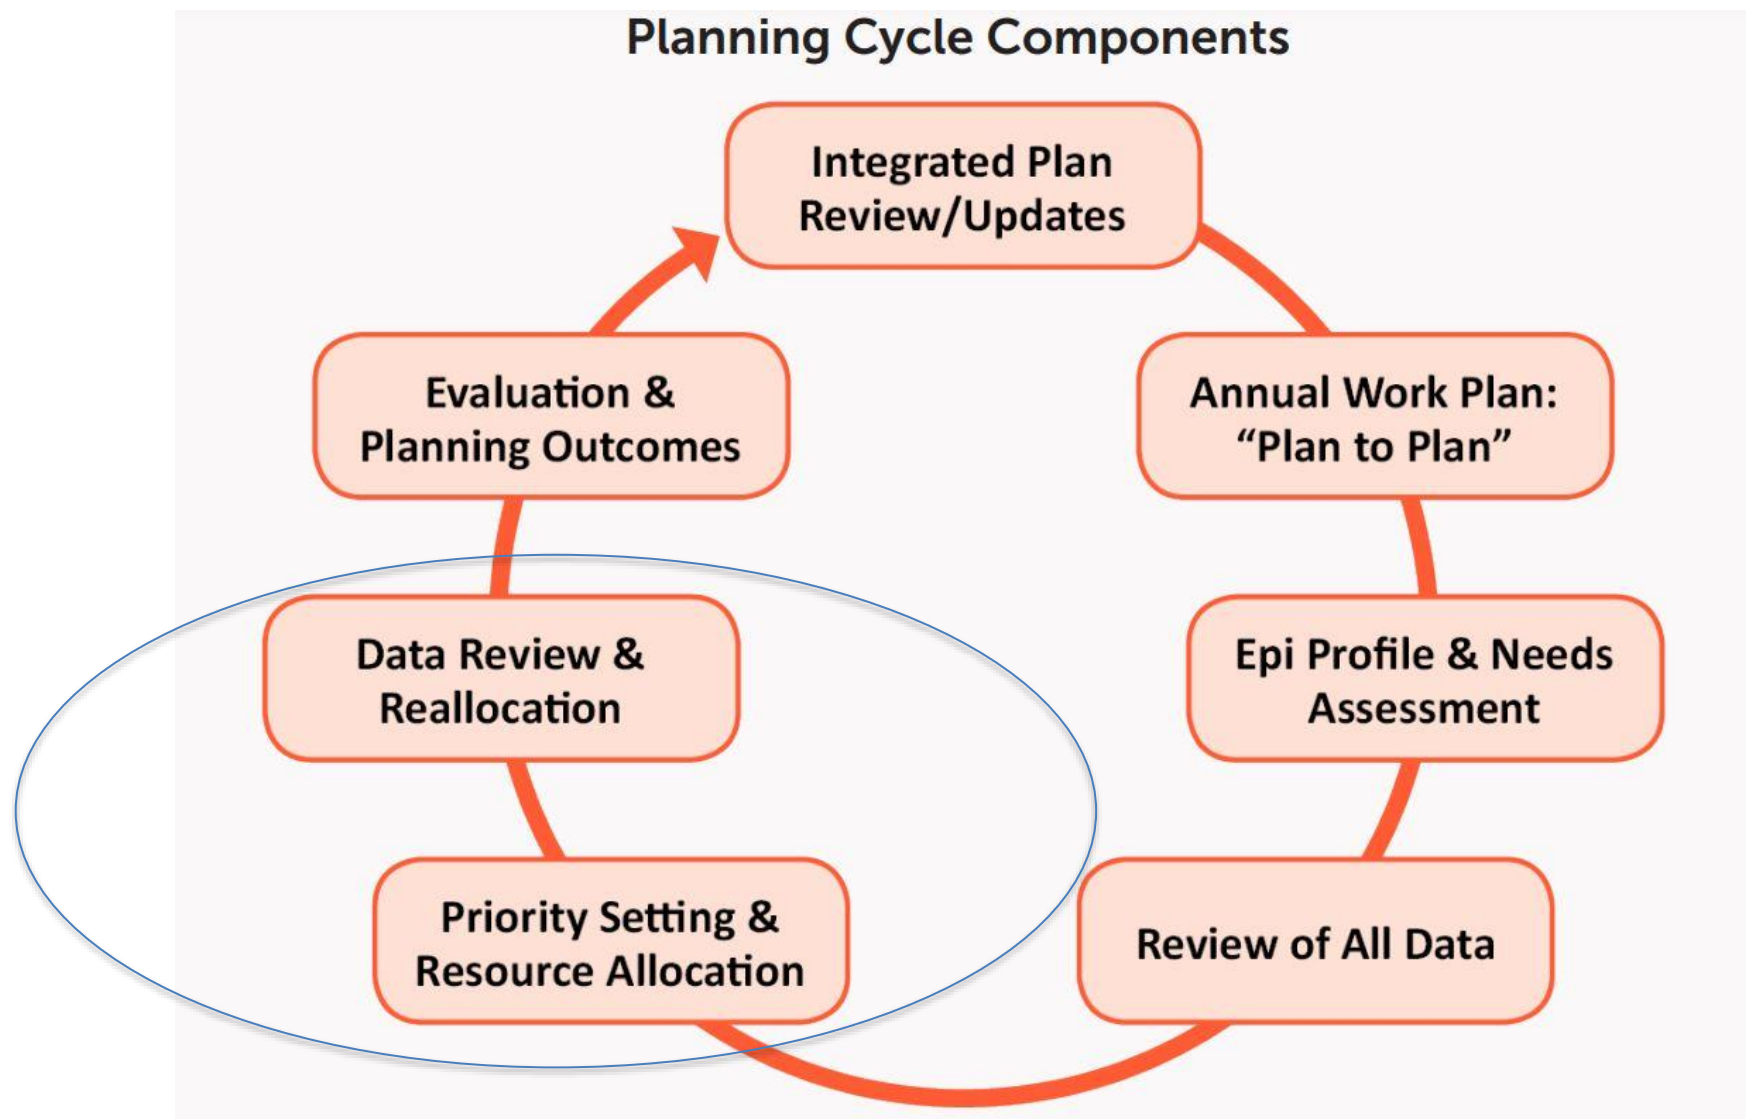 Planning Cycle Components
Integrated Plan
Review/Updates
Annual Work Plan:
“Plan to Plan”
Epi Profile & Needs
Assessment
Review of All Data
Priority Setting &
Resource Allocation
Data Review &
Reallocation
Evaluation &
Planning Outcomes